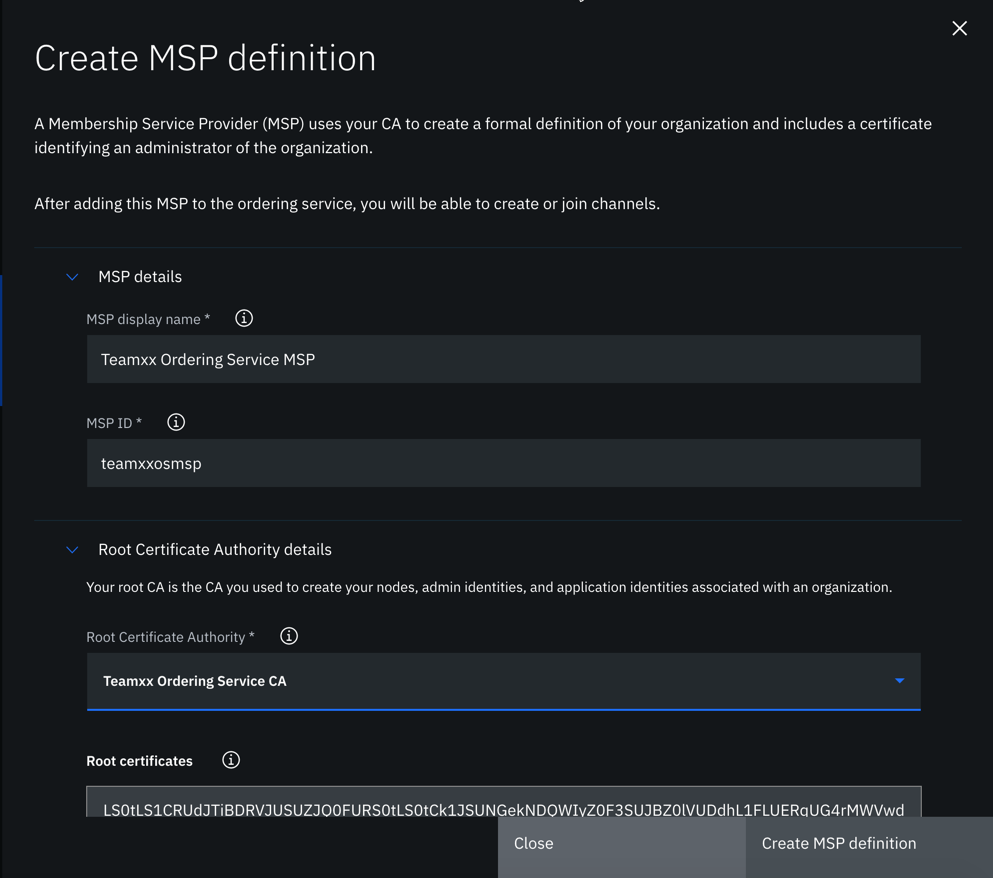 Create MSP definition
A Membership Service Provider (MSP) uses your CA to create a formal definition of your organization and includes a certificate
identifying an administrator of the organization.
After adding this MSP to the ordering service, you will be able to create or join channels.
MSP details
MSP display name *
Teamxx Ordering Service MSP
MSP ID *
teamxxosmsp
Root Certificate Authority details
Your root CA is the CA you used to create your nodes, admin identities, and application identities associated with an organization.
Root Certificate Authority *
Teamxx Ordering Service CA
Root certificates
Close
Create MSP definition